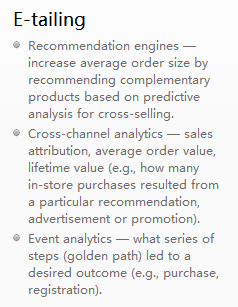 E-tailing
Recommendation engines — 
increase average order size by
recommending complementary
products based on predictive
analysis for cross-selling.
Cross-channel analytics — sales
attribution, average order value,
lifetime value (e.g., how many
in-store purchases resulted from
a particular recommendation,
advertisement or promotion).
Event analytics — what series of
steps (golden path) led to a
desired outcome (e.g., purchase,
registration).